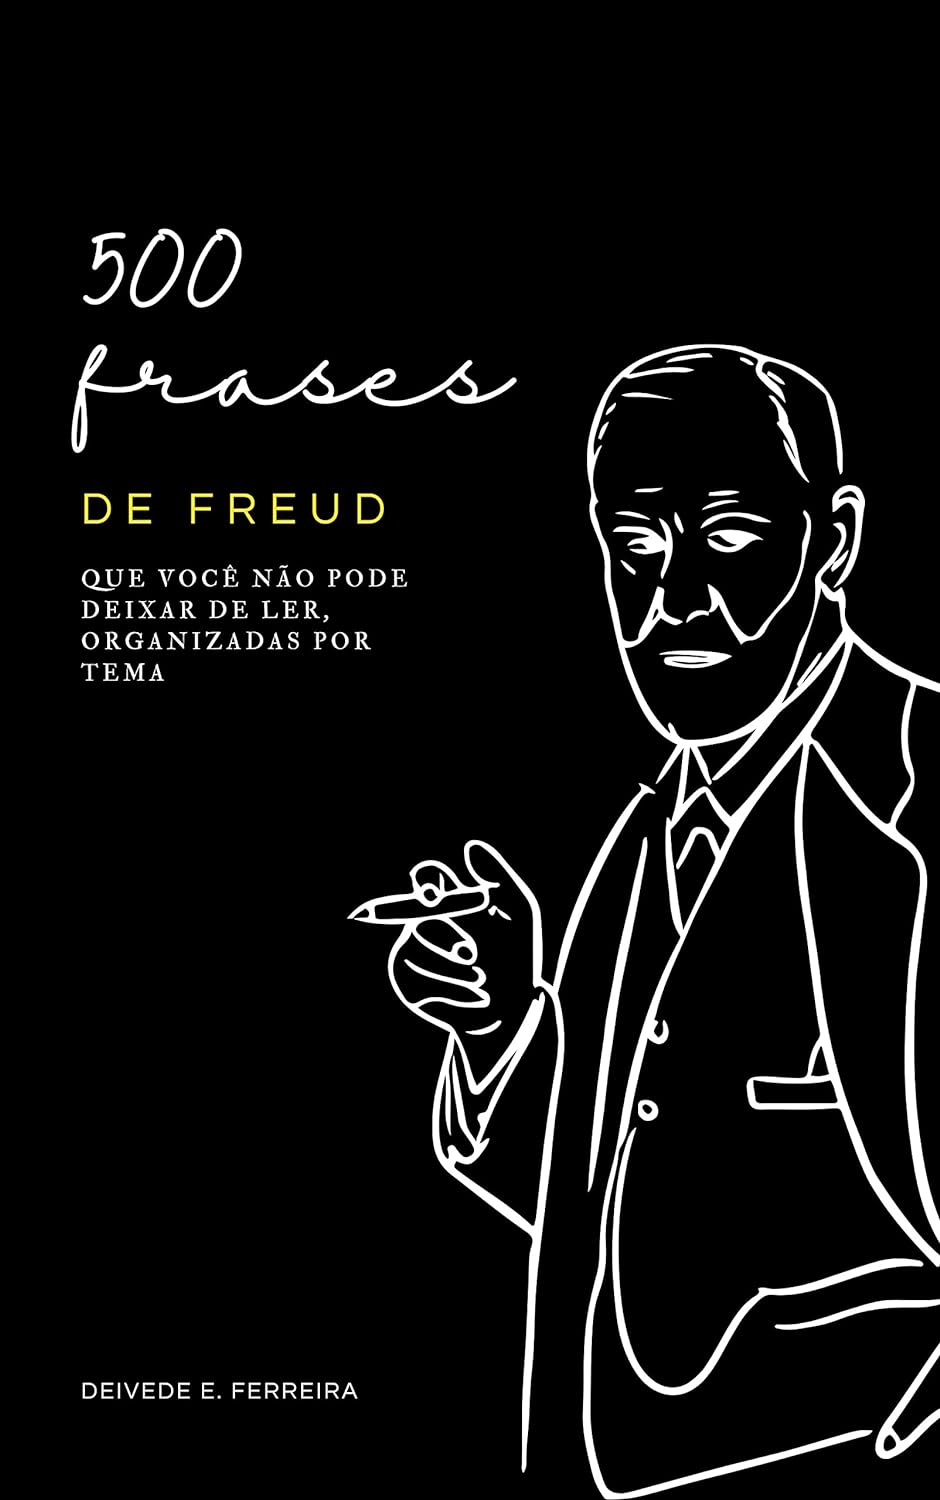 500
frases
DE FREUD
QUE VOCÊ NÃO PODE
DEIXAR DE LER,
ORGANIZADAS POR
TEMA
DEIVEDE E. FERREIRA